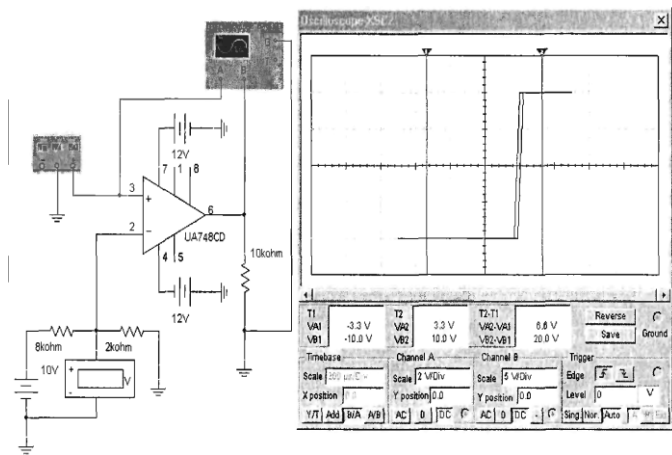 Oscilloscope-XSC2
A
B
G
T
12V
7
1
8
3
+
2
−
6
UA748CD
4
5
12V
10kohm
8kohm
2kohm
10V
+
V
-
T1
VA1 -3.3 V
VB1 -10.0 V
T2
VA2 3.3 V
VB2 10.0 V
T2-T1
VA2-VA1 6.6 V
VB2-VB1 20.0 V
Reverse
Save
Ground
Timebase
Scale
X position
Y/T Add B/A A/B
Channel A
Scale 2 V/Div
Y position 0.0
AC 0 DC
Channel B
Scale 5 V/Div
Y position 0.0
AC 0 DC -
Trigger
Edge
Level 0 V
Sing. Nor. Auto A